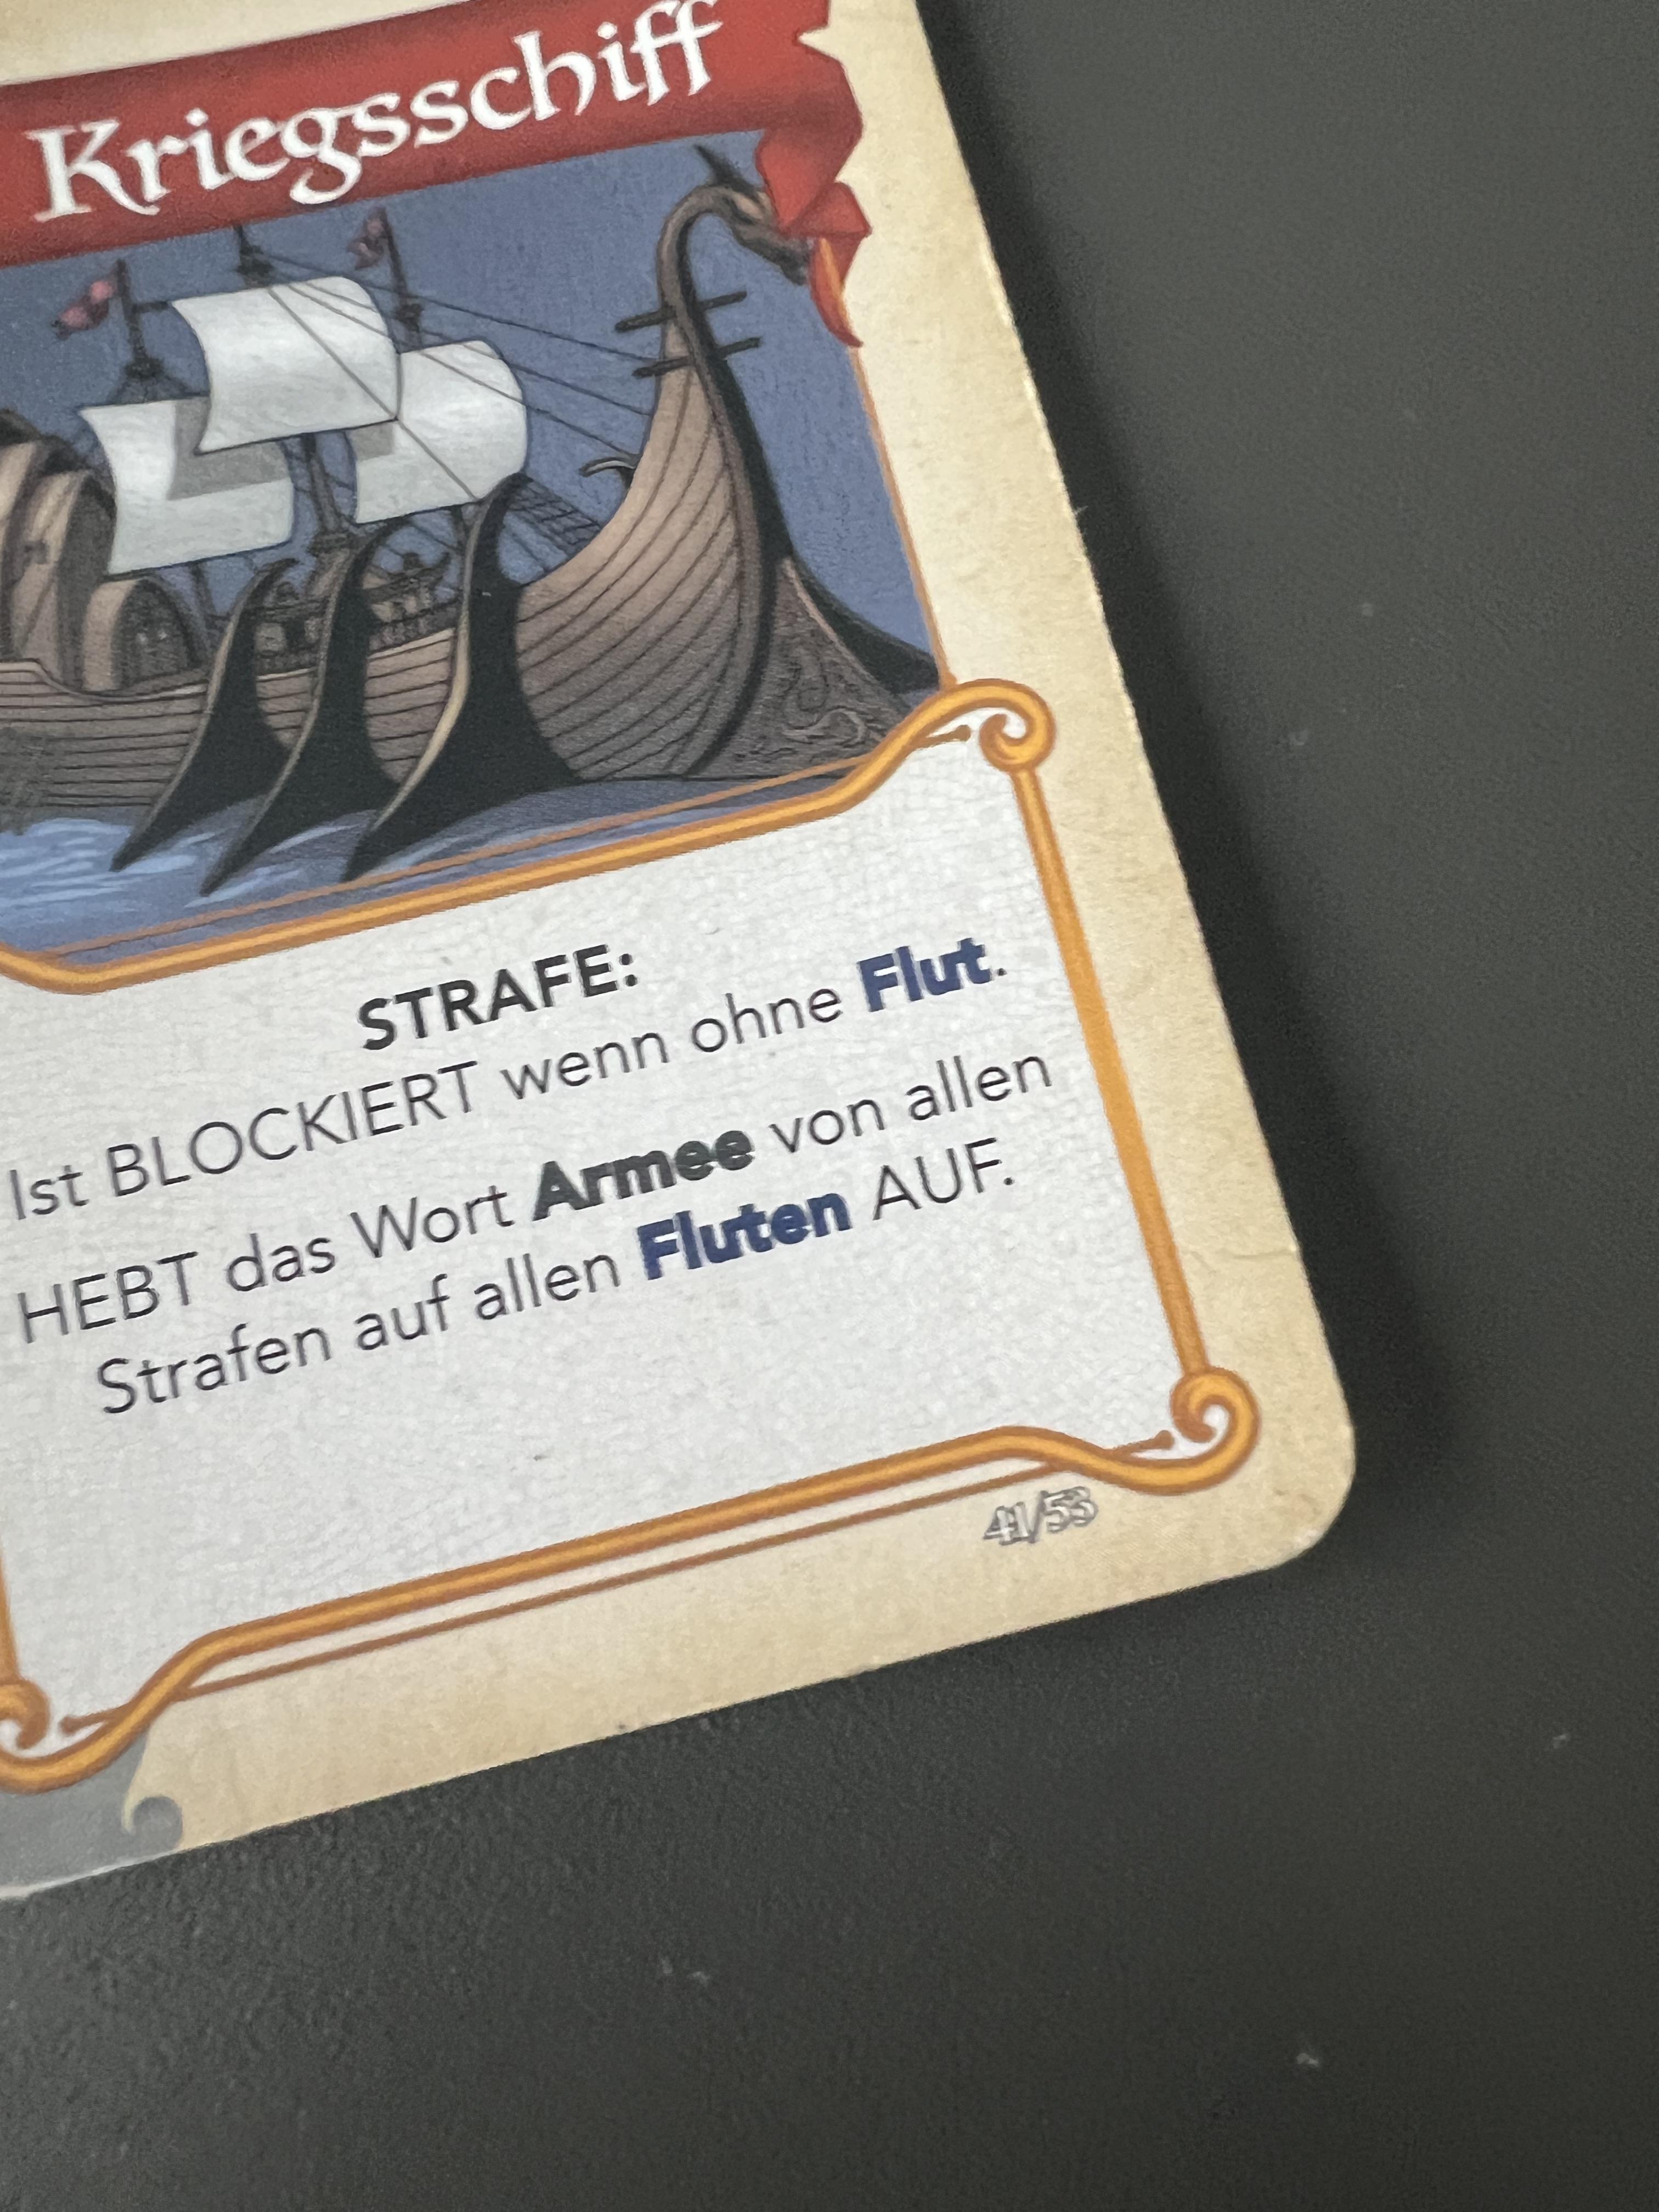 Kriegsschiff
STRAFE:
Ist BLOCKIERT wenn ohne Flut.
HEBT das Wort Armee von allen
Strafen auf allen Fluten AUF.
41/53